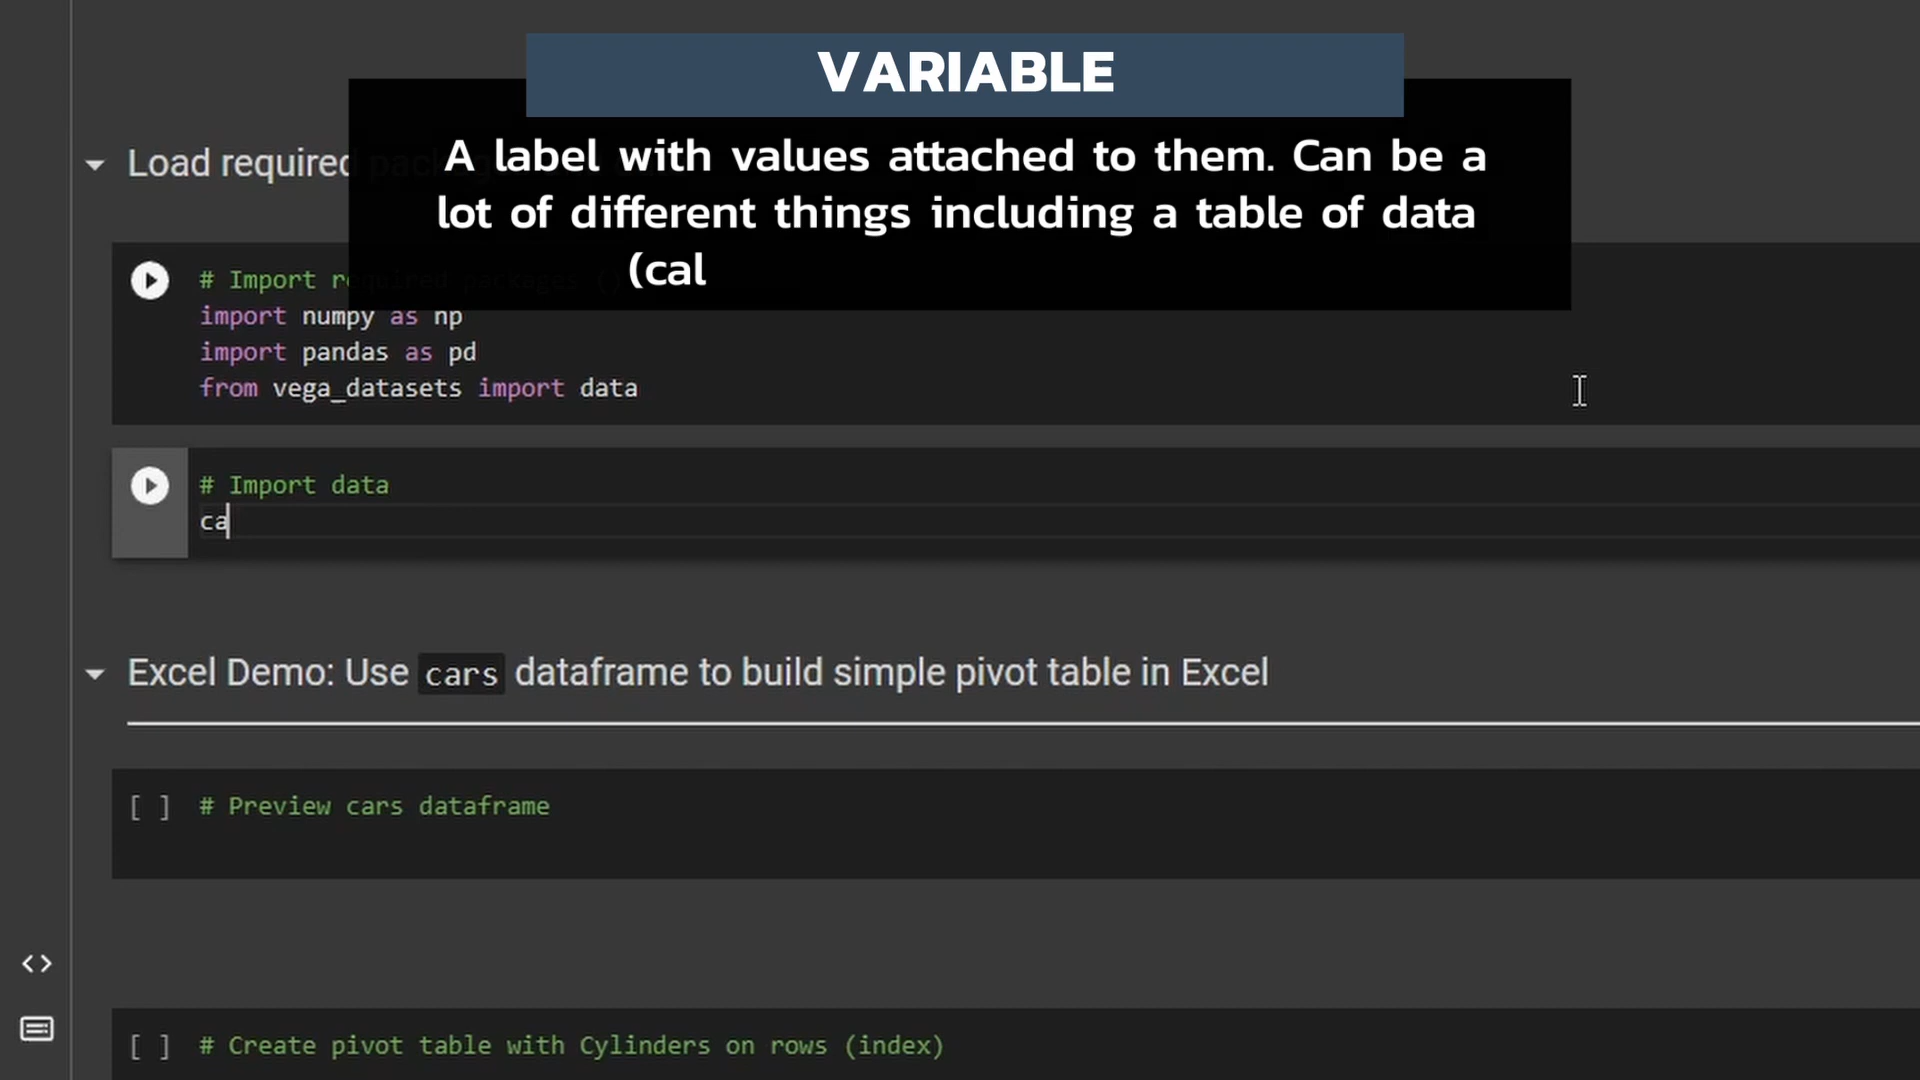 VARIABLE
A label with values attached to them. Can be a
lot of different things including a table of data
(cal
Load required
# Import required packages ()
import numpy as np
import pandas as pd
from vega_datasets import data
# Import data
ca
Excel Demo: Use cars dataframe to build simple pivot table in Excel
[ ] # Preview cars dataframe
[ ] # Create pivot table with Cylinders on rows (index)